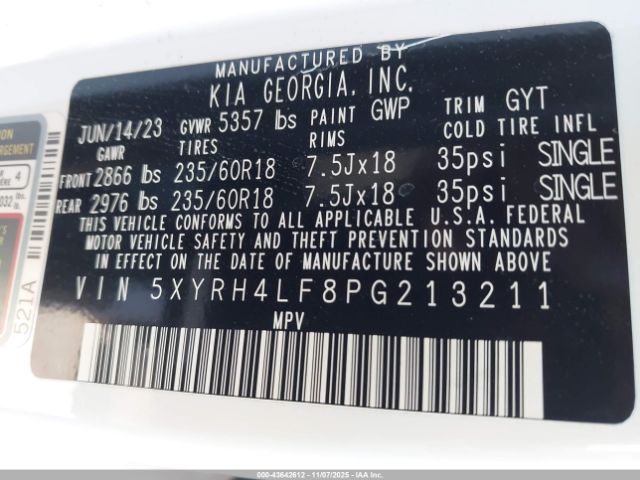 MANUFACTURED BY
KIA GEORGIA, INC.
JUN/14/23 GVWR 5357 lbs PAINT GWP TRIM GYT
GAWR TIRES RIMS COLD TIRE INFL
FRONT 2866 lbs 235/60R18 7.5Jx18 35psi SINGLE
REAR 2976 lbs 235/60R18 7.5Jx18 35psi SINGLE
THIS VEHICLE CONFORMS TO ALL APPLICABLE U.S.A. FEDERAL
MOTOR VEHICLE SAFETY AND THEFT PREVENTION STANDARDS
IN EFFECT ON THE DATE OF MANUFACTURE SHOWN ABOVE.
VIN 5XYRH4LF8PG213211
MPV
4
521A
000-43642612 - 11/07/2025 - IAA Inc.